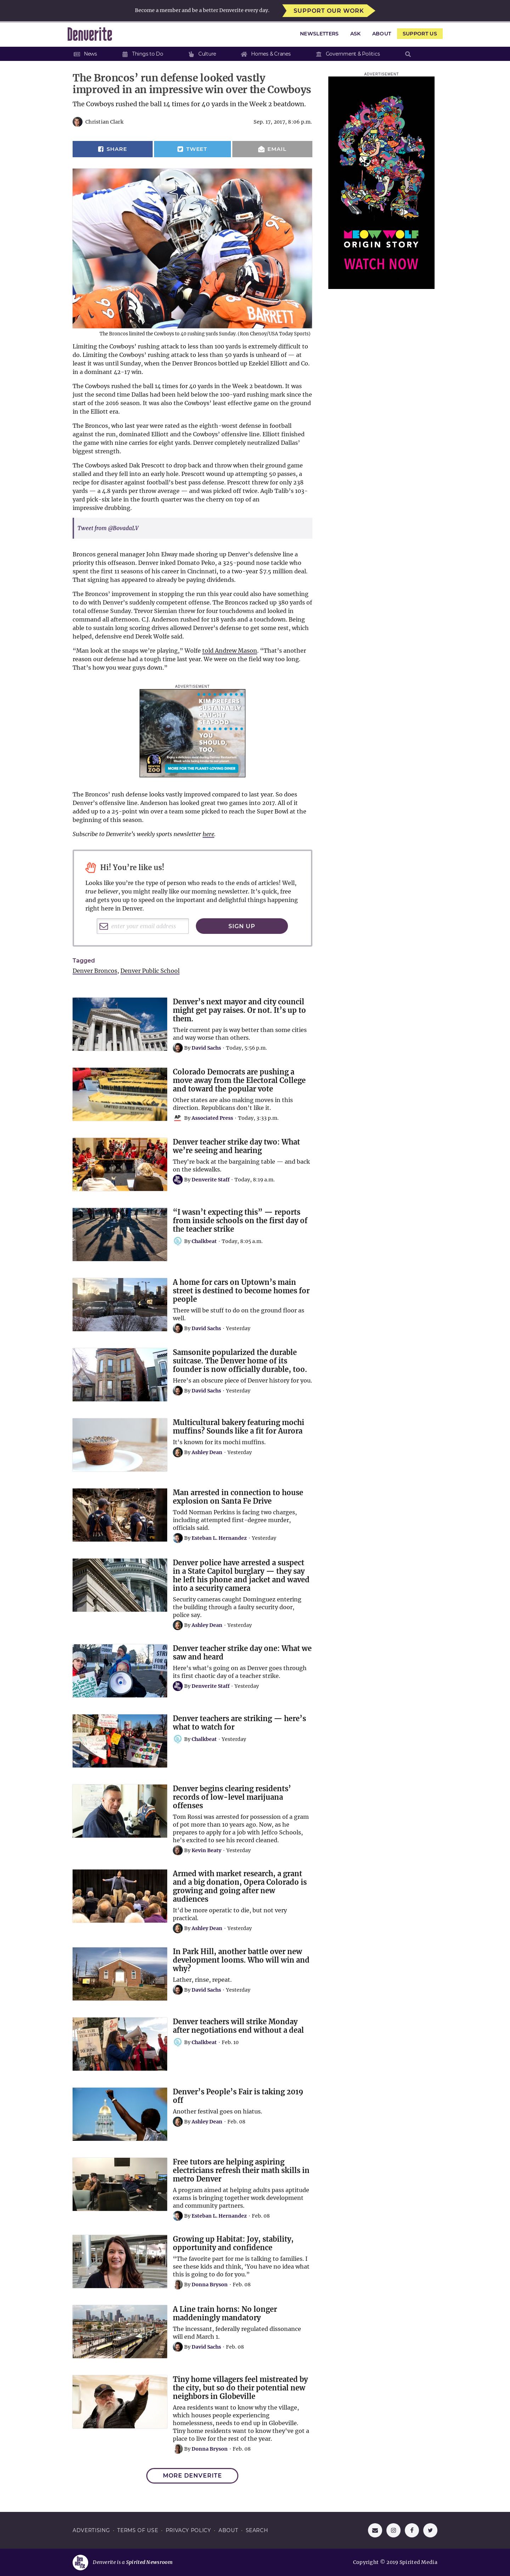 Become a member and be a better Denverite every day.
SUPPORT OUR WORK
Denverite
NEWSLETTERS
ASK
ABOUT
SUPPORT US
News
Things to Do
Culture
Homes & Cranes
Government & Politics
The Broncos’ run defense looked vastly
improved in an impressive win over the Cowboys
The Cowboys rushed the ball 14 times for 40 yards in the Week 2 beatdown.
Christian Clark
Sep. 17, 2017, 8:06 p.m.
SHARE
TWEET
EMAIL
BARRETT
The Broncos limited the Cowboys to 40 rushing yards Sunday. (Ron Chenoy/USA Today Sports)
Limiting the Cowboys’ rushing attack to less than 100 yards is extremely difficult to
do. Limiting the Cowboys’ rushing attack to less than 50 yards is unheard of — at
least it was until Sunday, when the Denver Broncos bottled up Ezekiel Elliott and Co.
in a dominant 42-17 win.
The Cowboys rushed the ball 14 times for 40 yards in the Week 2 beatdown. It was
just the second time Dallas had been held below the 100-yard rushing mark since the
start of the 2016 season. It was also the Cowboys’ least effective game on the ground
in the Elliott era.
The Broncos, who last year were rated as the eighth-worst defense in football
against the run, dominated Elliott and the Cowboys’ offensive line. Elliott finished
the game with nine carries for eight yards. Denver completely neutralized Dallas’
biggest strength.
The Cowboys asked Dak Prescott to drop back and throw when their ground game
stalled and they fell into an early hole. Prescott wound up attempting 50 passes, a
recipe for disaster against football’s best pass defense. Prescott threw for only 238
yards — a 4.8 yards per throw average — and was picked off twice. Aqib Talib’s 103-
yard pick-six late in the fourth quarter was the cherry on top of an
impressive drubbing.
Tweet from @BovadaLV
Broncos general manager John Elway made shoring up Denver’s defensive line a
priority this offseason. Denver inked Domato Peko, a 325-pound nose tackle who
spent the first 11 seasons of his career in Cincinnati, to a two-year $7.5 million deal.
That signing has appeared to already be paying dividends.
The Broncos’ improvement in stopping the run this year could also have something
to do with Denver’s suddenly competent offense. The Broncos racked up 380 yards of
total offense Sunday. Trevor Siemian threw for four touchdowns and looked in
command all afternoon. C.J. Anderson rushed for 118 yards and a touchdown. Being
able to sustain long scoring drives allowed Denver’s defense to get some rest, which
helped, defensive end Derek Wolfe said.
“Man look at the snaps we’re playing,” Wolfe told Andrew Mason. “That’s another
reason our defense had a tough time last year. We were on the field way too long.
That’s how you wear guys down.”
ADVERTISEMENT
KIM PREFERS
SUSTAINABLY
CAUGHT
SEAFOOD.
YOU
SHOULD,
TOO.
ZOO
MORE FOR THE PLANET-LOVING DINER
The Broncos’ rush defense looks vastly improved compared to last year. So does
Denver’s offensive line. Anderson has looked great two games into 2017. All of it
added up to a 25-point win over a team some picked to reach the Super Bowl at the
beginning of this season.
Subscribe to Denverite’s weekly sports newsletter here.
Hi! You’re like us!
Looks like you’re the type of person who reads to the ends of articles! Well,
true believer, you might really like our morning newsletter. It’s quick, free
and gets you up to speed on the important and delightful things happening
right here in Denver.
enter your email address
SIGN UP
Tagged
Denver Broncos, Denver Public School
Denver’s next mayor and city council
might get pay raises. Or not. It’s up to
them.
Their current pay is way better than some cities
and way worse than others.
By David Sachs · Today, 5:56 p.m.
Colorado Democrats are pushing a
move away from the Electoral College
and toward the popular vote
Other states are also making moves in this
direction. Republicans don’t like it.
AP
By Associated Press · Today, 3:33 p.m.
Denver teacher strike day two: What
we’re seeing and hearing
They’re back at the bargaining table — and back
on the sidewalks.
By Denverite Staff · Today, 8:19 a.m.
“I wasn’t expecting this” — reports
from inside schools on the first day of
the teacher strike
By Chalkbeat · Today, 8:05 a.m.
A home for cars on Uptown’s main
street is destined to become homes for
people
There will be stuff to do on the ground floor as
well.
By David Sachs · Yesterday
Samsonite popularized the durable
suitcase. The Denver home of its
founder is now officially durable, too.
Here’s an obscure piece of Denver history for you.
By David Sachs · Yesterday
Multicultural bakery featuring mochi
muffins? Sounds like a fit for Aurora
It’s known for its mochi muffins.
By Ashley Dean · Yesterday
Man arrested in connection to house
explosion on Santa Fe Drive
Todd Norman Perkins is facing two charges,
including attempted first-degree murder,
officials said.
By Esteban L. Hernandez · Yesterday
Denver police have arrested a suspect
in a State Capitol burglary — they say
he left his phone and jacket and waved
into a security camera
Security cameras caught Dominguez entering
the building through a faulty security door,
police say.
By Ashley Dean · Yesterday
Denver teacher strike day one: What we
saw and heard
Here’s what’s going on as Denver goes through
its first chaotic day of a teacher strike.
By Denverite Staff · Yesterday
Denver teachers are striking — here’s
what to watch for
By Chalkbeat · Yesterday
Denver begins clearing residents’
records of low-level marijuana
offenses
Tom Rossi was arrested for possession of a gram
of pot more than 10 years ago. Now, as he
prepares to apply for a job with Jeffco Schools,
he’s excited to see his record cleaned.
By Kevin Beaty · Yesterday
Armed with market research, a grant
and a big donation, Opera Colorado is
growing and going after new
audiences
It’d be more operatic to die, but not very
practical.
By Ashley Dean · Yesterday
In Park Hill, another battle over new
development looms. Who will win and
why?
Lather, rinse, repeat.
By David Sachs · Yesterday
Denver teachers will strike Monday
after negotiations end without a deal
By Chalkbeat · Feb. 10
Denver’s People’s Fair is taking 2019
off
Another festival goes on hiatus.
By Ashley Dean · Feb. 08
Free tutors are helping aspiring
electricians refresh their math skills in
metro Denver
A program aimed at helping adults pass aptitude
exams is bringing together work development
and community partners.
By Esteban L. Hernandez · Feb. 08
Growing up Habitat: Joy, stability,
opportunity and confidence
“The favorite part for me is talking to families. I
see these kids and think, ‘You have no idea what
this is going to do for you.”
By Donna Bryson · Feb. 08
A Line train horns: No longer
maddeningly mandatory
The incessant, federally regulated dissonance
will end March 1.
By David Sachs · Feb. 08
Tiny home villagers feel mistreated by
the city, but so do their potential new
neighbors in Globeville
Area residents want to know why the village,
which houses people experiencing
homelessness, needs to end up in Globeville.
Tiny home residents want to know they’ve got a
place to live for the rest of the year.
By Donna Bryson · Feb. 08
MORE DENVERITE
ADVERTISEMENT
MEOW WOLF
ORIGIN STORY
WATCH NOW
ADVERTISING · TERMS OF USE · PRIVACY POLICY · ABOUT · SEARCH
Denverite is a Spirited Newsroom
Copyright © 2019 Spirited Media